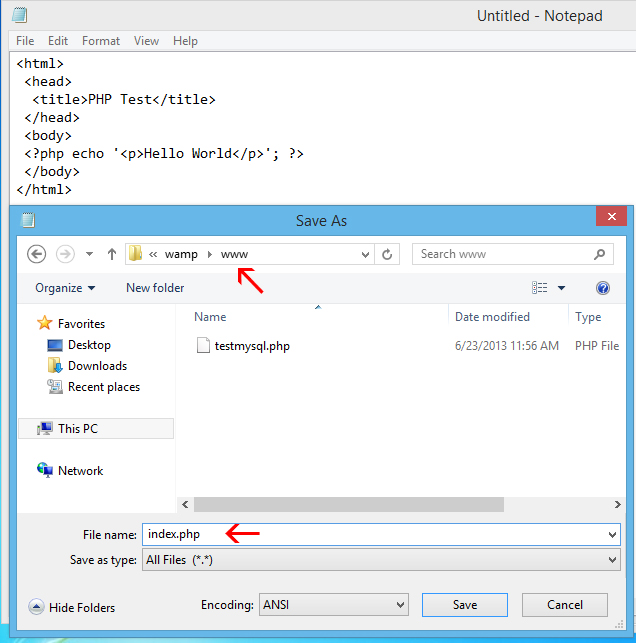 Untitled - Notepad
File Edit Format View Help
<html>
<head>
<title>PHP Test</title>
</head>
<body>
<?php echo '<p>Hello World</p>'; ?>
</body>
</html>
Save As
« wamp www
Search www
Organize New folder
Name Date modified Type
Favorites
Desktop
Downloads
Recent places
This PC
Network
testmysql.php 6/23/2013 11:56 AM PHP File
File name: index.php
Save as type: All Files (*.*)
Hide Folders Encoding: ANSI Save Cancel